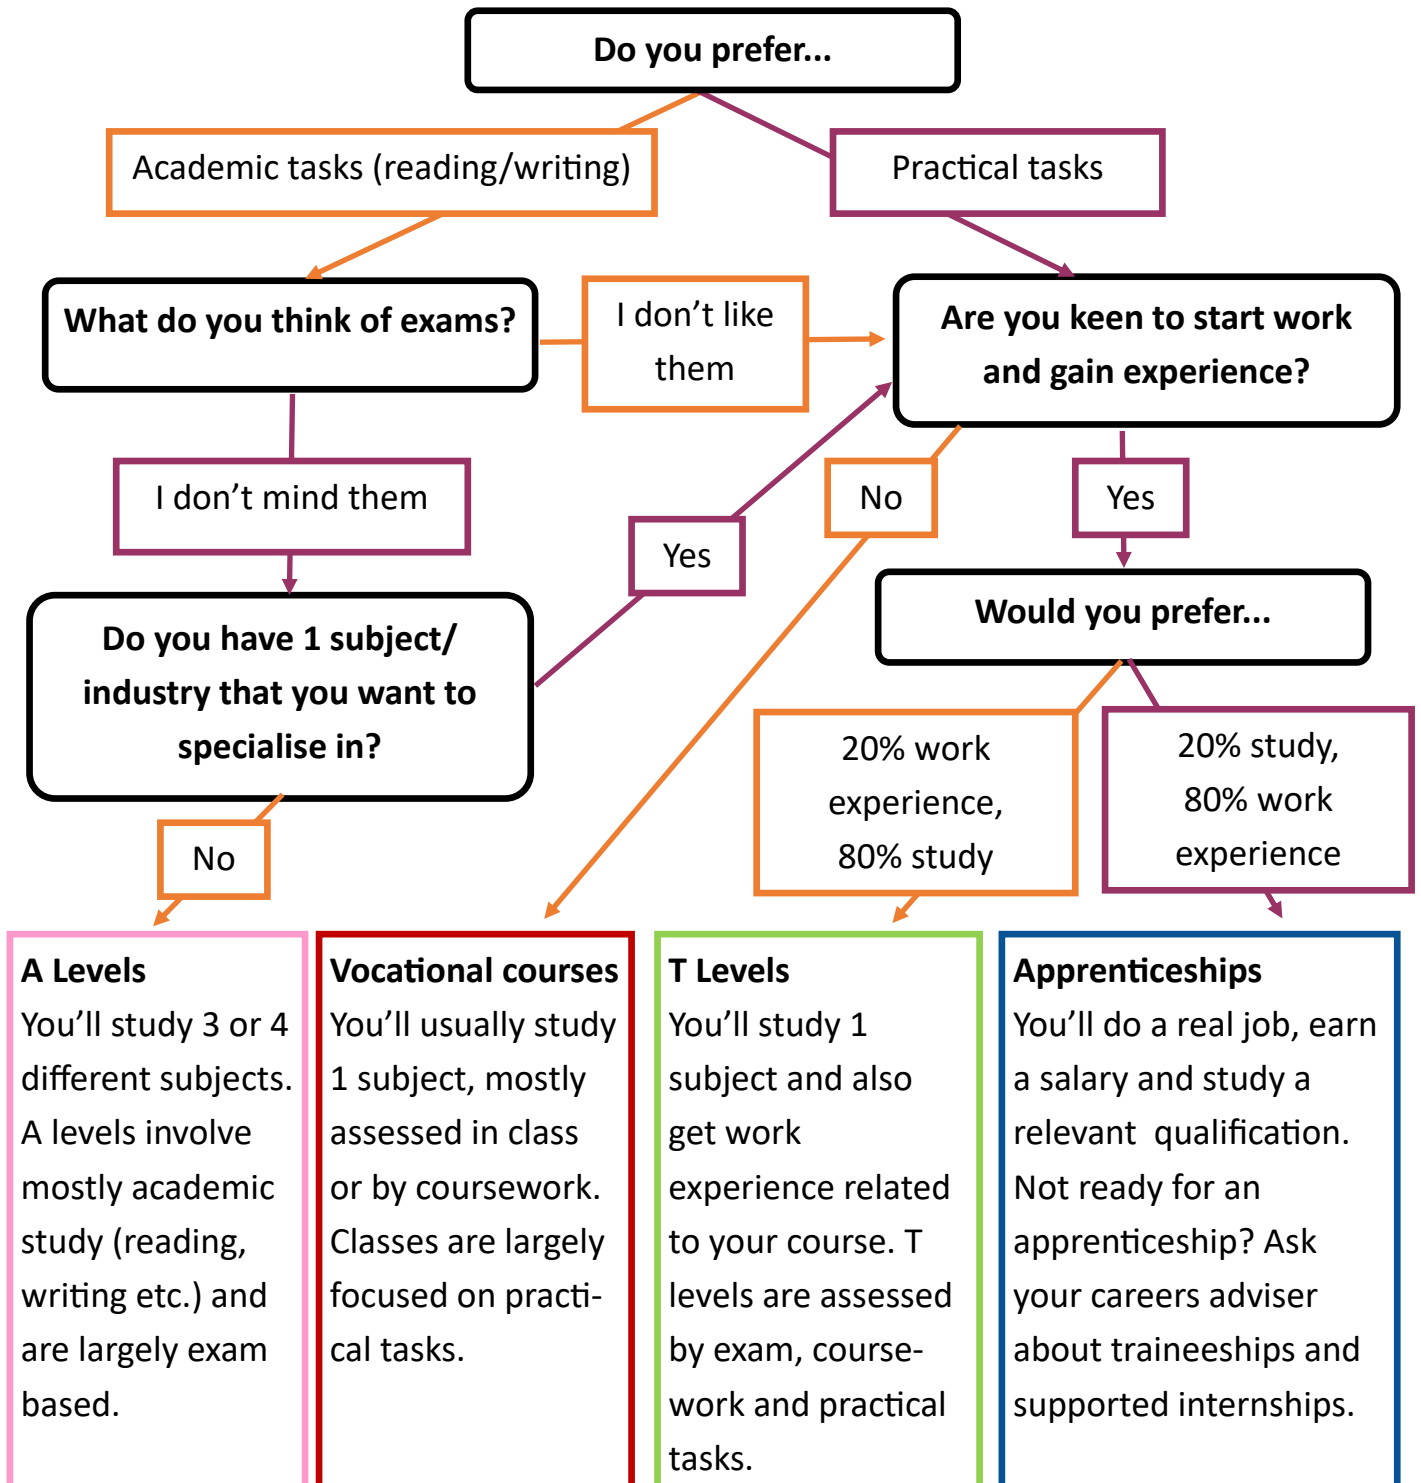 Do you prefer...
Academic tasks (reading/writing)
Practical tasks
What do you think of exams?
I don't like
them
Are you keen to start work
and gain experience?
I don't mind them
No
Yes
Yes
Do you have 1 subject/
industry that you want to
specialise in?
Would you prefer...
No
20% work
experience,
80% study
20% study,
80% work
experience
A Levels
You'll study 3 or 4
different subjects.
A levels involve
mostly academic
study (reading,
writing etc.) and
are largely exam
based.
Vocational courses
You'll usually study
1 subject, mostly
assessed in class
or by coursework.
Classes are largely
focused on practi-
cal tasks.
T Levels
You'll study 1
subject and also
get work
experience related
to your course. T
levels are assessed
by exam, course-
work and practical
tasks.
Apprenticeships
You'll do a real job, earn
a salary and study a
relevant  qualification.
Not ready for an
apprenticeship? Ask
your careers adviser
about traineeships and
supported internships.